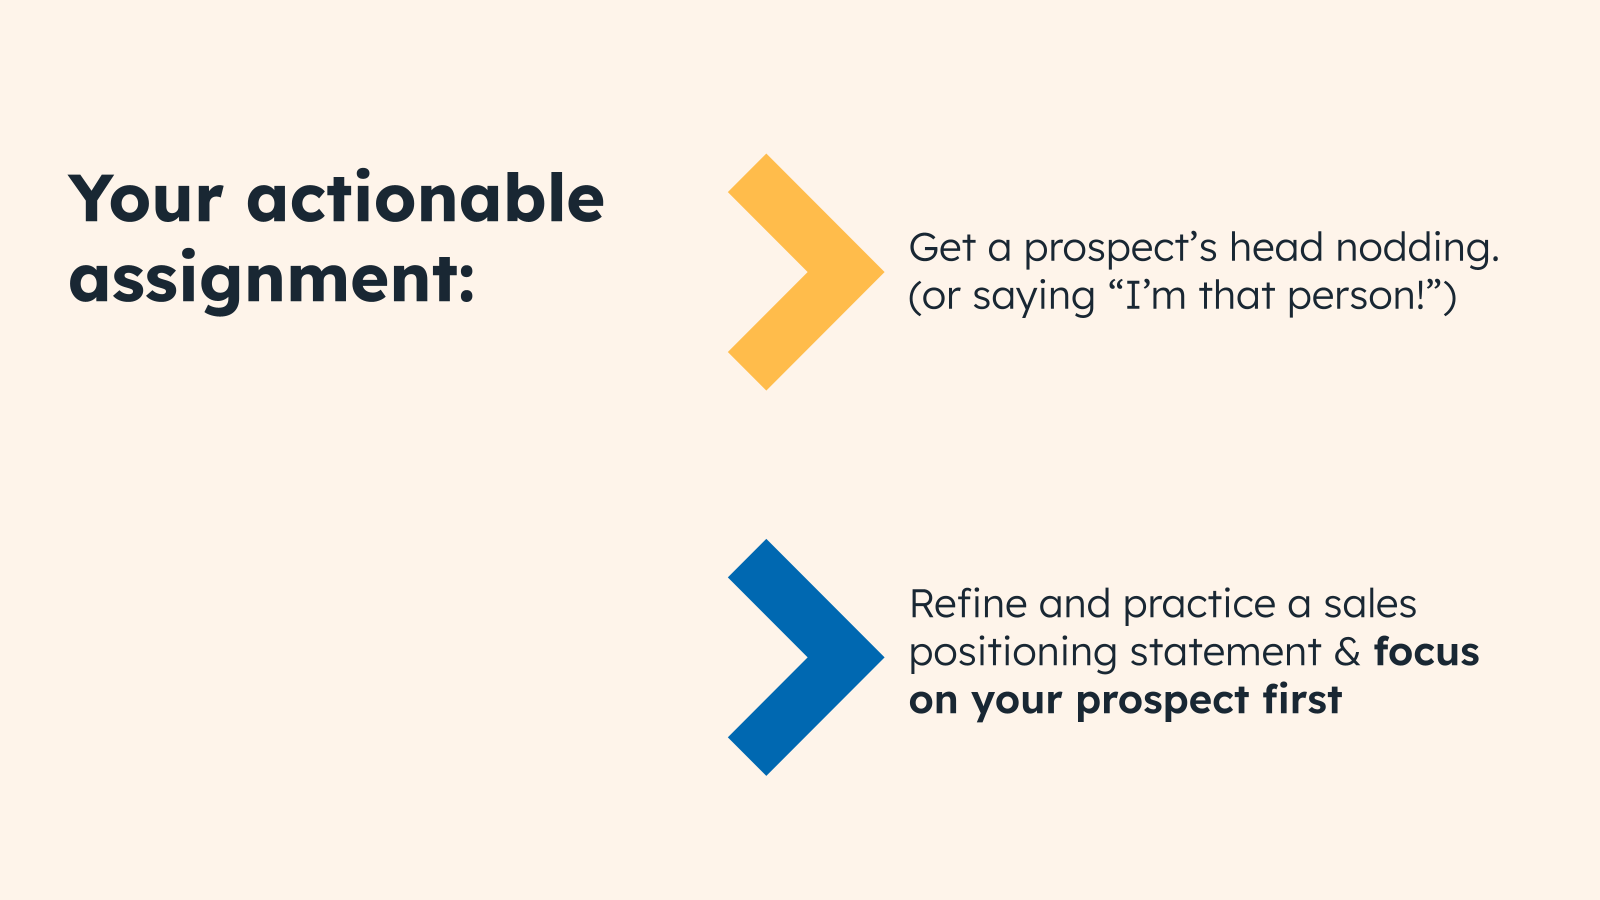 Your actionable
assignment:
Get a prospect’s head nodding.
(or saying “I’m that person!”)
Refine and practice a sales
positioning statement & focus
on your prospect first